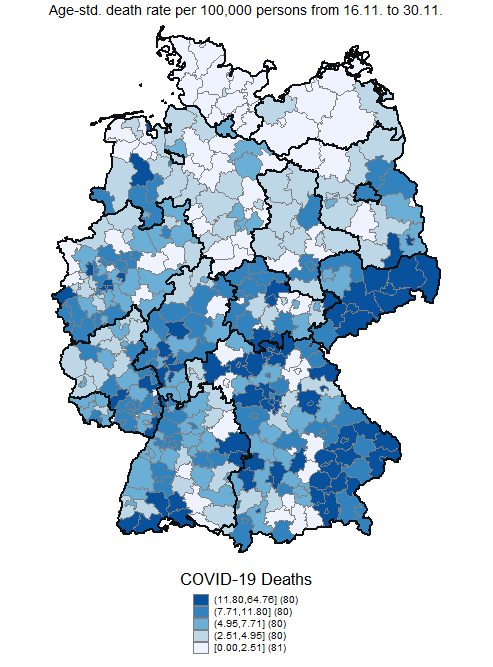 Age-std. death rate per 100,000 persons from 16.11. to 30.11.
COVID-19 Deaths
(11.80,64.76] (80)
(7.71,11.80] (80)
(4.95,7.71] (80)
(2.51,4.95] (80)
[0.00,2.51] (81)